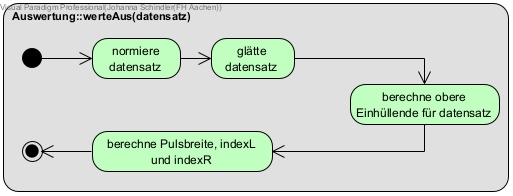 Visual Paradigm Professional(Johanna Schindler(FH Aachen))
Auswertung::werteAus(datensatz)
normiere
datensatz
glätte
datensatz
berechne obere
Einhüllende für datensatz
berechne Pulsbreite, indexL
und indexR